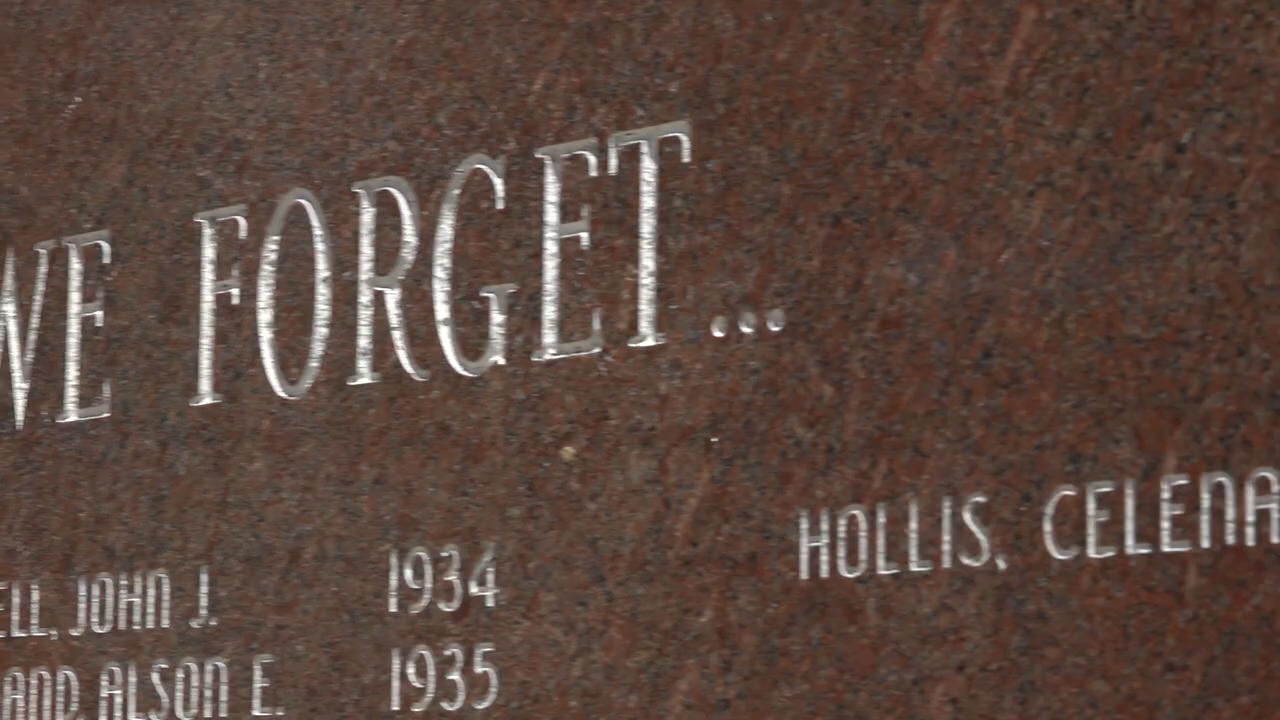 WE FORGET...
HOLLIS, CELENA
ELL, JOHN J. 1934
AND, ALSON E. 1935